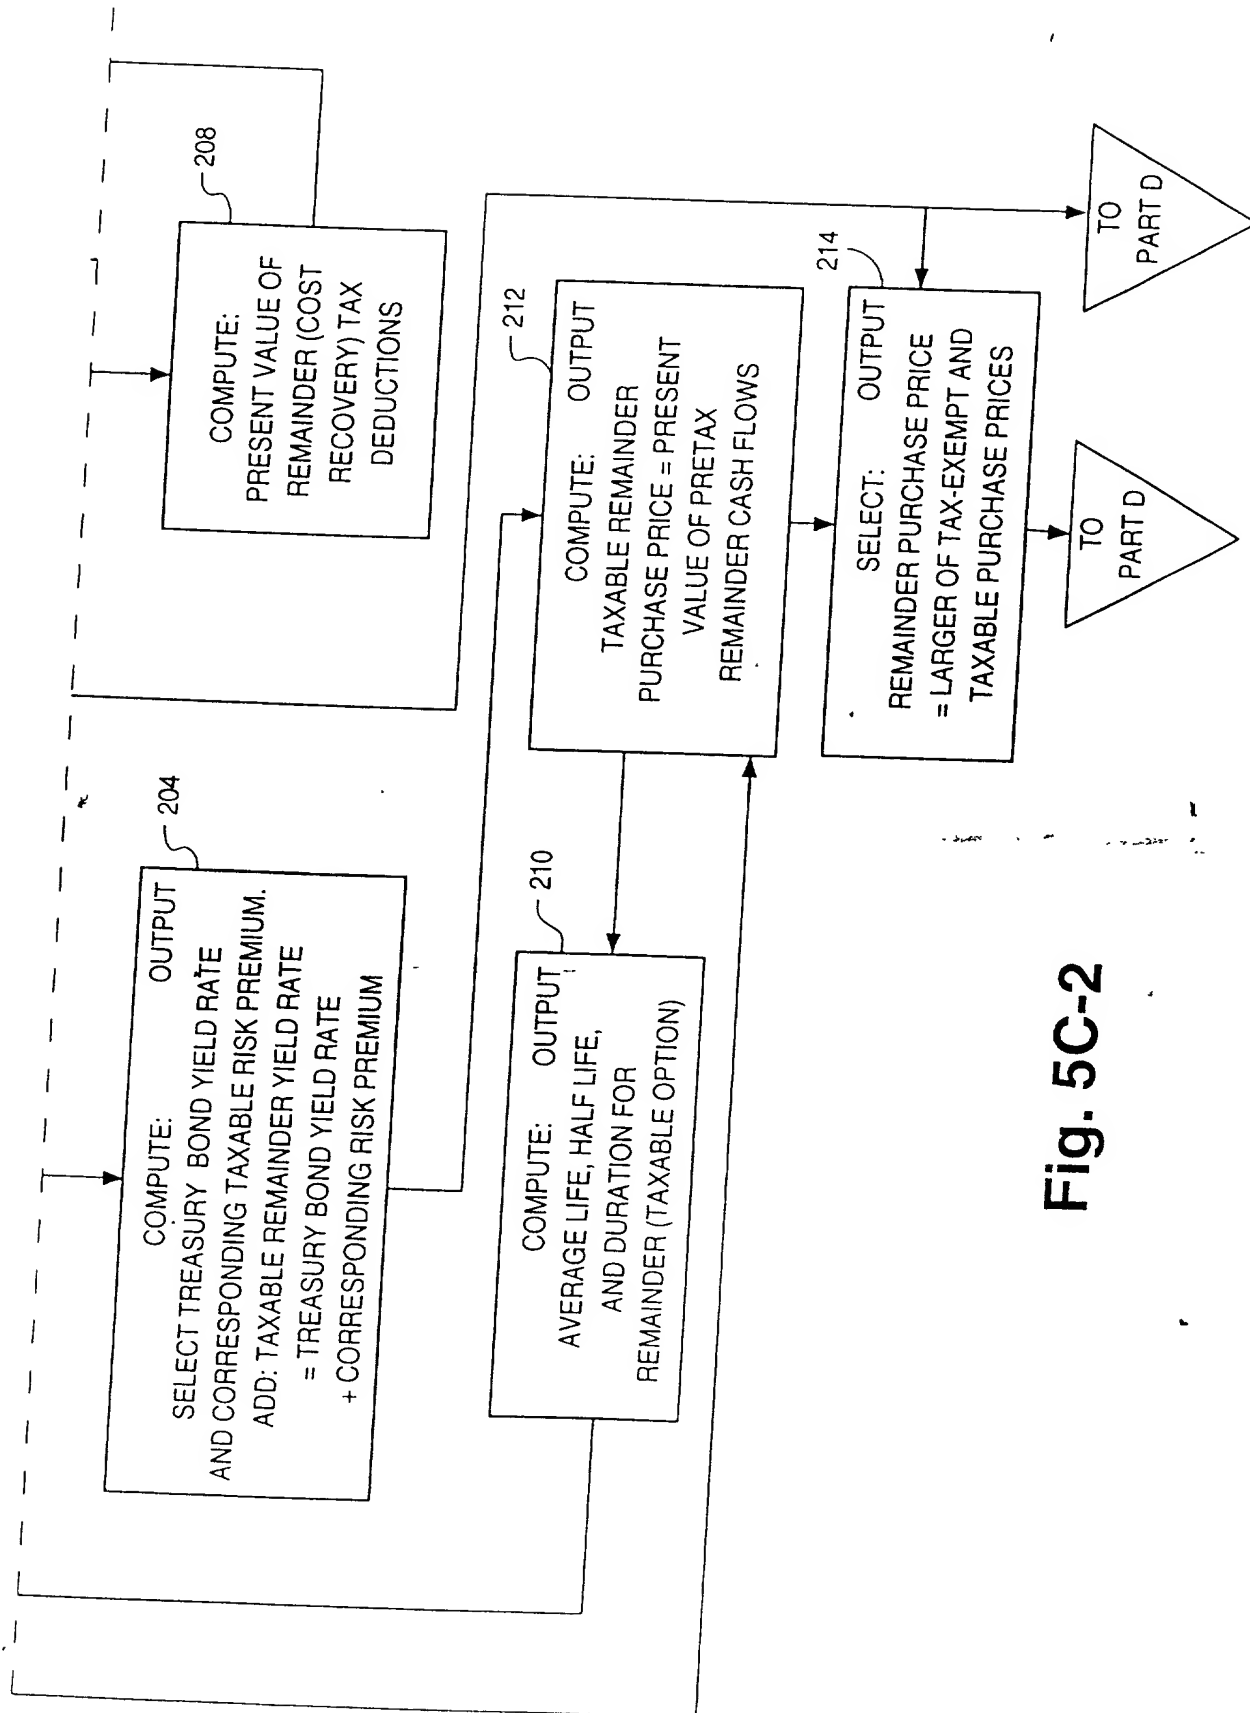 204
COMPUTE: OUTPUT
SELECT TREASURY BOND YIELD RATE
AND CORRESPONDING TAXABLE RISK PREMIUM.
ADD: TAXABLE REMAINDER YIELD RATE
= TREASURY BOND YIELD RATE
+ CORRESPONDING RISK PREMIUM
208
COMPUTE:
PRESENT VALUE OF
REMAINDER (COST
RECOVERY) TAX
DEDUCTIONS
210
COMPUTE: OUTPUT
AVERAGE LIFE, HALF LIFE,
AND DURATION FOR
REMAINDER (TAXABLE OPTION)
212
COMPUTE: OUTPUT
TAXABLE REMAINDER
PURCHASE PRICE = PRESENT
VALUE OF PRETAX
REMAINDER CASH FLOWS
214
SELECT: OUTPUT
REMAINDER PURCHASE PRICE
= LARGER OF TAX-EXEMPT AND
TAXABLE PURCHASE PRICES
TO
PART D
TO
PART D
Fig. 5C-2